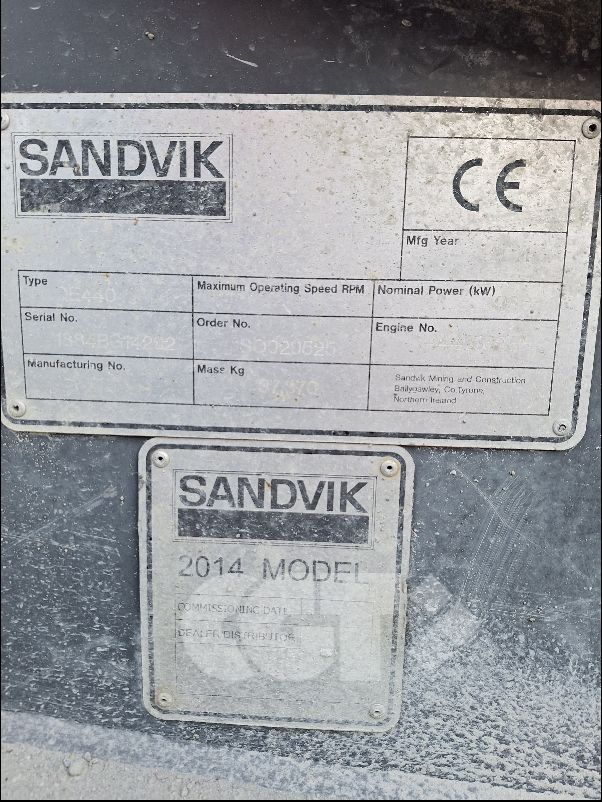 SANDVIK
CE
Mfg Year
Type
Maximum Operating Speed RPM
Nominal Power (kW)
Serial No.
Order No.
Engine No.
Manufacturing No.
Mass Kg
Sandvik Mining and Construction
Ballygawley, Co.Tyrone,
Northern Ireland
SANDVIK
2014 MODEL
COMMISSIONING DATE
DEALER DISTRIBUTOR